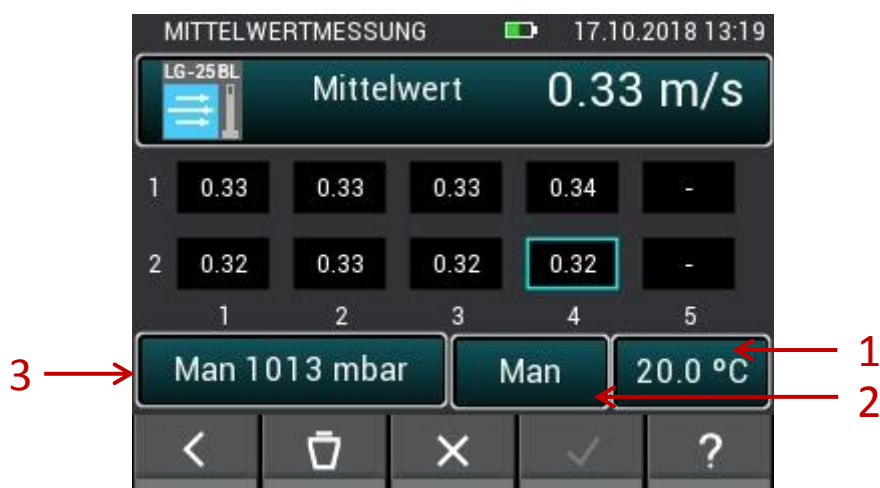 MITTELWERTMESSUNG 17.10.2018 13:19
LG-25BL
Mittelwert 0.33 m/s
1 0.33 0.33 0.33 0.34 -
2 0.32 0.33 0.32 0.32 -
1 2 3 4 5
3 Man 1013 mbar Man 20.0 ºC 1
2
?